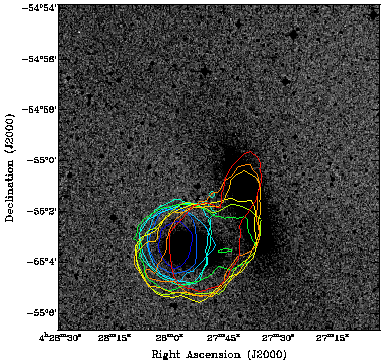 −54°54'
−54°56'
−54°58'
−55°0'
−55°2'
−55°4'
−55°6'
Declination (J2000)
4ʰ28ᵐ30ˢ 28ᵐ15ˢ 28ᵐ0ˢ 27ᵐ45ˢ 27ᵐ30ˢ 27ᵐ15ˢ
Right Ascension (J2000)